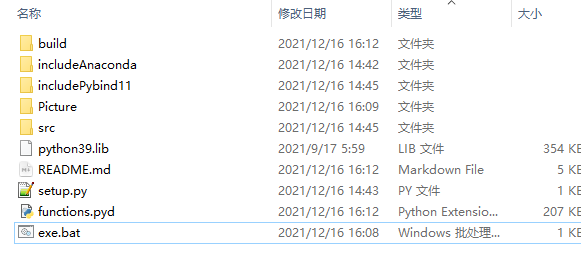 名称 修改日期 类型 大小
build 2021/12/16 16:12 文件夹
includeAnaconda 2021/12/16 14:42 文件夹
includePybind11 2021/12/16 14:45 文件夹
Picture 2021/12/16 16:09 文件夹
src 2021/12/16 14:45 文件夹
python39.lib 2021/9/17 5:59 LIB 文件 354 KB
README.md 2021/12/16 16:12 Markdown File 5 KB
setup.py 2021/12/16 14:43 PY 文件 1 KB
functions.pyd 2021/12/16 16:12 Python Extensio... 207 KB
exe.bat 2021/12/16 16:08 Windows 批处理... 1 KB